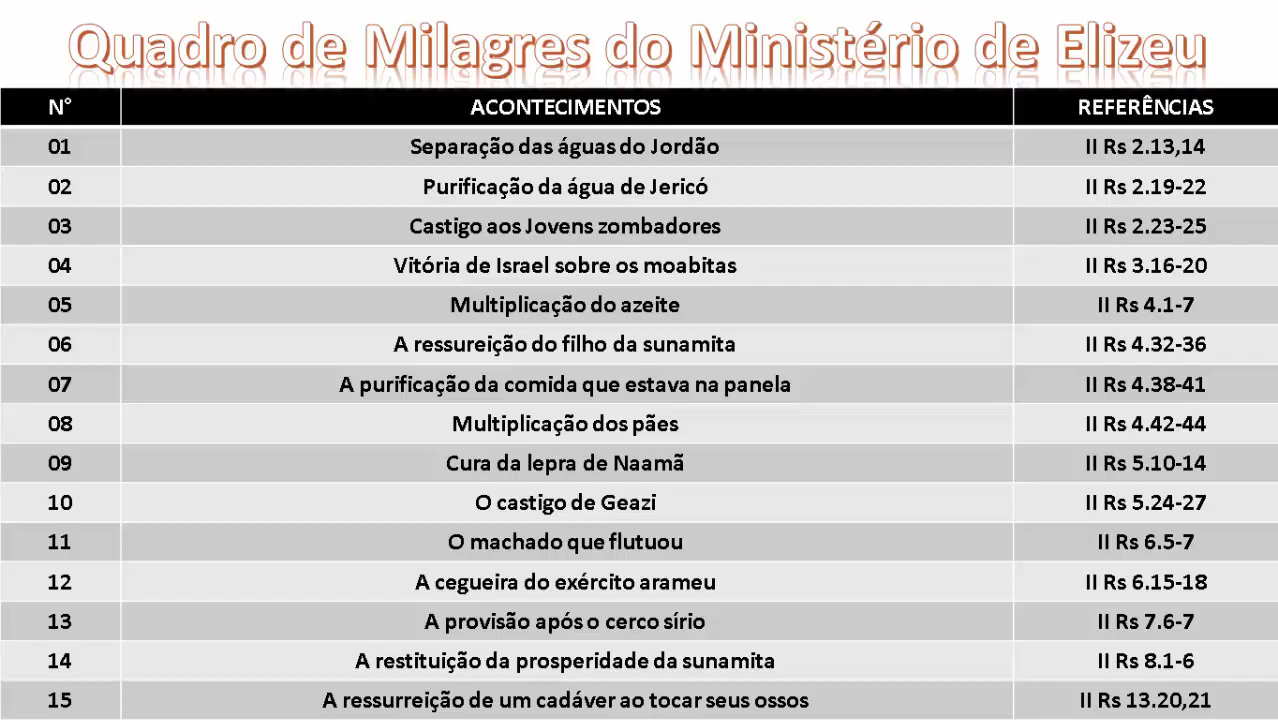 Quadro de Milagres do Ministério de Elizeu
N° ACONTECIMENTOS REFERÊNCIAS
01 Separação das águas do Jordão II Rs 2.13,14
02 Purificação da água de Jericó II Rs 2.19-22
03 Castigo aos Jovens zombadores II Rs 2.23-25
04 Vitória de Israel sobre os moabitas II Rs 3.16-20
05 Multiplicação do azeite II Rs 4.1-7
06 A ressureição do filho da sunamita II Rs 4.32-36
07 A purificação da comida que estava na panela II Rs 4.38-41
08 Multiplicação dos pães II Rs 4.42-44
09 Cura da lepra de Naamã II Rs 5.10-14
10 O castigo de Geazi II Rs 5.24-27
11 O machado que flutuou II Rs 6.5-7
12 A cegueira do exército arameu II Rs 6.15-18
13 A provisão após o cerco sírio II Rs 7.6-7
14 A restituição da prosperidade da sunamita II Rs 8.1-6
15 A ressurreição de um cadáver ao tocar seus ossos II Rs 13.20,21